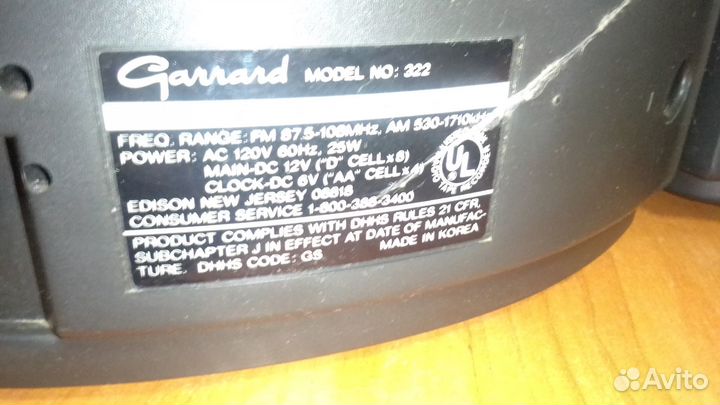 Garrard MODEL NO: 322
FREQ. RANGE: FM 87.5-108MHz, AM 530-1710kHz
POWER: AC 120V 60Hz, 25W
MAIN-DC 12V ("D" CELL x 8)
CLOCK-DC 6V ("AA" CELL x 4)
EDISON NEW JERSEY 08818
CONSUMER SERVICE 1-800-386-3400
PRODUCT COMPLIES WITH DHHS RULES 21 CFR,
SUBCHAPTER J IN EFFECT AT DATE OF MANUFAC-
TURE. DHHS CODE: GS MADE IN KOREA
UL
Avito